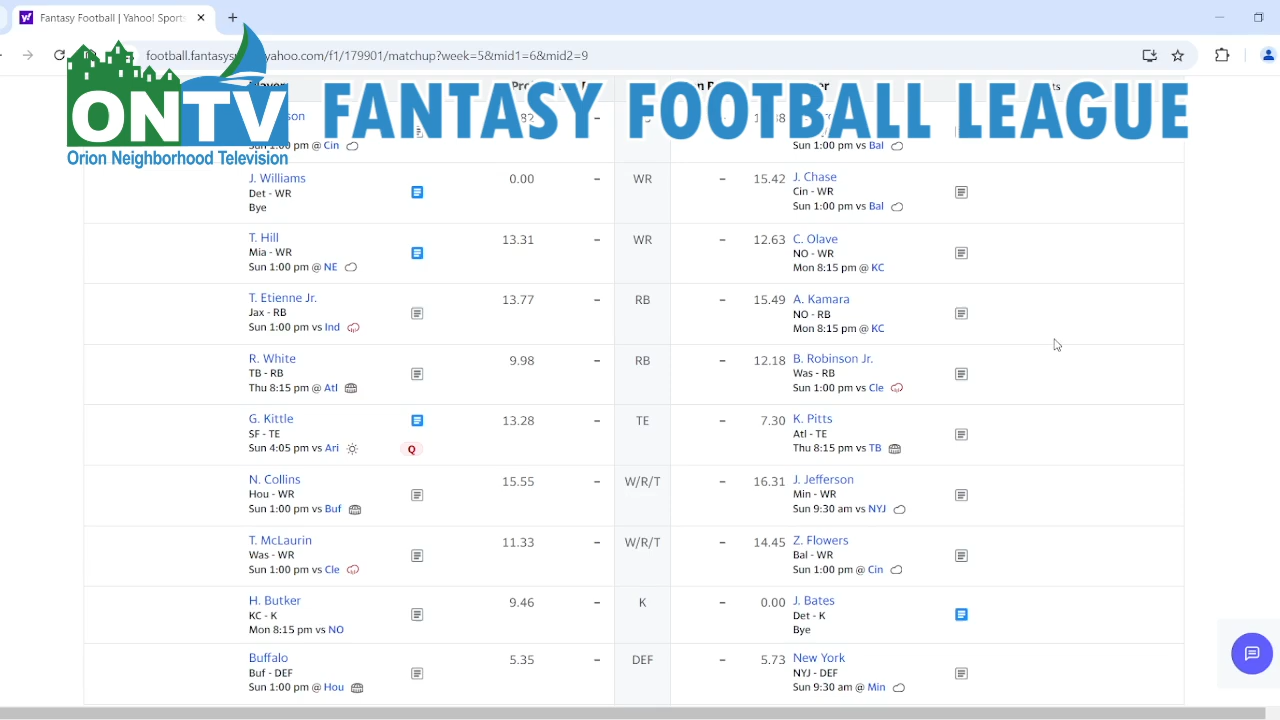 Fantasy Football | Yahoo! Sports
football.fantasysp yahoo.com/f1/179901/matchup?week=5&mid1=6&mid2=9
ONTV
Orion Neighborhood Television
FANTASY FOOTBALL LEAGUE
Sun 1:00 pm @ Cin
Sun 1:00 pm vs Bal
J. Williams 0.00 – WR – 15.42 J. Chase
Det - WR Cin - WR
Bye Sun 1:00 pm vs Bal
T. Hill 13.31 – WR – 12.63 C. Olave
Mia - WR NO - WR
Sun 1:00 pm @ NE Mon 8:15 pm @ KC
T. Etienne Jr. 13.77 – RB – 15.49 A. Kamara
Jax - RB NO - RB
Sun 1:00 pm vs Ind Mon 8:15 pm @ KC
R. White 9.98 – RB – 12.18 B. Robinson Jr.
TB - RB Was - RB
Thu 8:15 pm @ Atl Sun 1:00 pm vs Cle
G. Kittle 13.28 – TE – 7.30 K. Pitts
SF - TE Atl - TE
Sun 4:05 pm vs Ari Q Thu 8:15 pm vs TB
N. Collins 15.55 – W/R/T – 16.31 J. Jefferson
Hou - WR Min - WR
Sun 1:00 pm vs Buf Sun 9:30 am vs NYJ
T. McLaurin 11.33 – W/R/T – 14.45 Z. Flowers
Was - WR Bal - WR
Sun 1:00 pm vs Cle Sun 1:00 pm @ Cin
H. Butker 9.46 – K – 0.00 J. Bates
KC - K Det - K
Mon 8:15 pm vs NO Bye
Buffalo 5.35 – DEF – 5.73 New York
Buf - DEF NYJ - DEF
Sun 1:00 pm @ Hou Sun 9:30 am @ Min